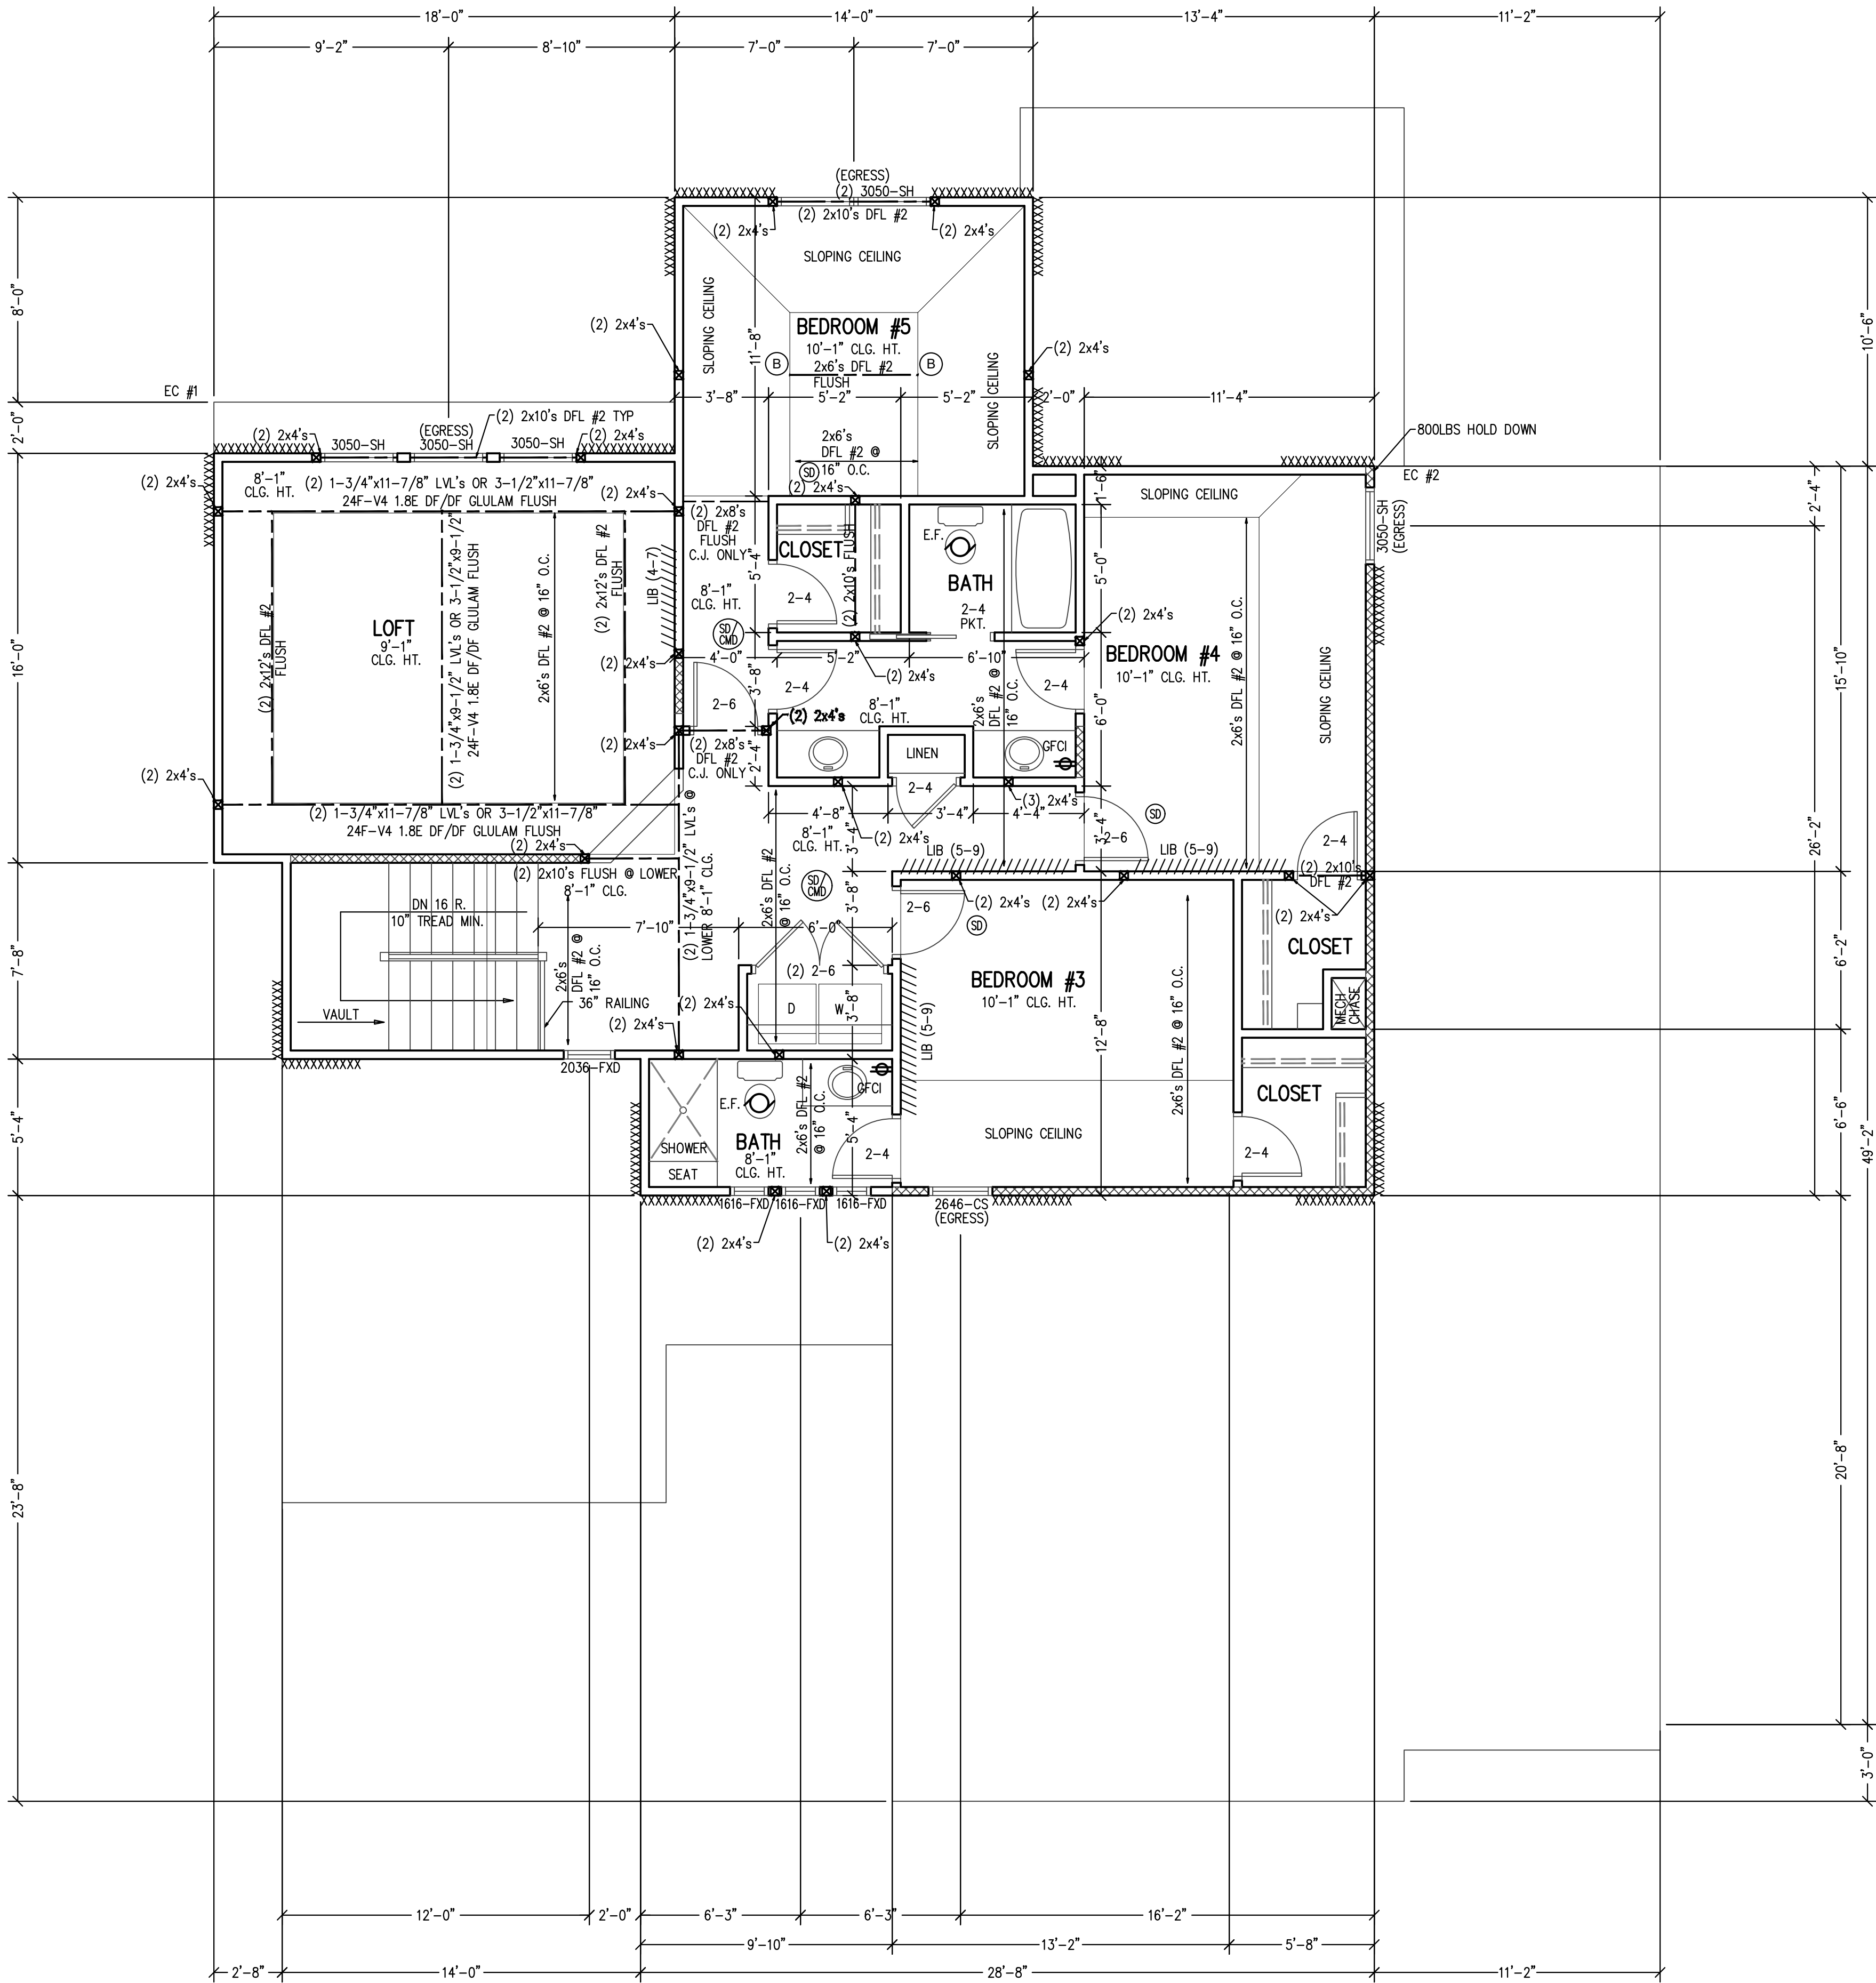 18'-0"
14'-0"
13'-4"
11'-2"
9'-2"
8'-10"
7'-0"
7'-0"
(EGRESS)
(2) 3050-SH
(2) 2x10's DFL #2
(2) 2x4's
(2) 2x4's
SLOPING CEILING
SLOPING CEILING
SLOPING CEILING
8'-0"
10'-6"
11'-8"
(2) 2x4's
BEDROOM #5
10'-1" CLG. HT.
B
B
2x6's DFL #2
FLUSH
(2) 2x4's
EC #1
3'-8"
5'-2"
5'-2"
2'-0"
11'-4"
2'-0"
(2) 2x10's DFL #2 TYP
(EGRESS)
(2) 2x4's
3050-SH
3050-SH
3050-SH
(2) 2x4's
2x6's
DFL #2 @
16" O.C.
SD
800LBS HOLD DOWN
EC #2
(2) 2x4's
8'-1"
CLG. HT.
(2) 1-3/4"x11-7/8" LVL's OR 3-1/2"x11-7/8"
24F-V4 1.8E DF/DF GLULAM FLUSH
(2) 2x4's
(2) 2x4's
1'-6"
SLOPING CEILING
2'-4"
3050-SH
(EGRESS)
(2) 2x8's
DFL #2
FLUSH
C.J. ONLY
CLOSET
E.F.
BATH
2-4
PKT.
5'-4"
5'-0"
(2) 2x10's FLUSH
LIB (4-7)
8'-1"
CLG. HT.
2-4
SD/
CMD
(2) 2x12's DFL #2
FLUSH
(2) 1-3/4"x9-1/2" LVL's OR 3-1/2"x9-1/2"
24F-V4 1.8E DF/DF GLULAM FLUSH
2x6's DFL #2 @ 16" O.C.
(2) 2x12's DFL #2
FLUSH
LOFT
9'-1"
CLG. HT.
16'-0"
15'-10"
(2) 2x4's
BEDROOM #4
10'-1" CLG. HT.
2x6's DFL #2 @ 16" O.C.
SLOPING CEILING
(2) 2x4's
4'-0"
5'-2"
6'-10"
(2) 2x4's
3'-8"
2-6
2-4
2-4
6'-0"
8'-1"
CLG. HT.
2x6's
DFL #2 @
16" O.C.
(2) 2x4's
(2) 2x4's
(2) 2x8's
DFL #2
C.J. ONLY
2'-4"
LINEN
GFCI
2-4
(2) 2x4's
(3) 2x4's
4'-8"
3'-4"
4'-4"
3'-4"
3'-4"
2-6
SD
2-4
(2) 1-3/4"x11-7/8" LVL's OR 3-1/2"x11-7/8"
24F-V4 1.8E DF/DF GLULAM FLUSH
(2) 2x4's
(2) 2x4's
8'-1"
CLG. HT.
LIB (5-9)
LIB (5-9)
26'-2"
(2) 2x10's FLUSH @ LOWER
8'-1" CLG.
(2) 1-3/4"x9-1/2" LVL's @
LOWER 8'-1" CLG.
2x6's DFL #2
@ 16" O.C.
SD/
CMD
3'-8"
2-6
(2) 2x4's
(2) 2x4's
(2) 2x10's
DFL #2
(2) 2x4's
SD
CLOSET
DN 16 R.
10" TREAD MIN.
7'-10"
6'-0"
7'-8"
6'-2"
2x6's
DFL #2 @
16" O.C.
(2) 2-6
BEDROOM #3
10'-1" CLG. HT.
2x6's DFL #2 @ 16" O.C.
MECH
CHASE
36" RAILING
(2) 2x4's
D
W
3'-8"
VAULT
(2) 2x4's
LIB (5-9)
12'-8"
2036-FXD
E.F.
GFCI
2x6's DFL #2
@ 16" O.C.
5'-4"
BATH
8'-1"
CLG. HT.
SHOWER
SEAT
2-4
SLOPING CEILING
CLOSET
2-4
5'-4"
6'-6"
49'-2"
1616-FXD
1616-FXD
1616-FXD
2646-CS
(EGRESS)
(2) 2x4's
(2) 2x4's
23'-8"
20'-8"
3'-0"
12'-0"
2'-0"
6'-3"
6'-3"
16'-2"
9'-10"
13'-2"
5'-8"
2'-8"
14'-0"
28'-8"
11'-2"